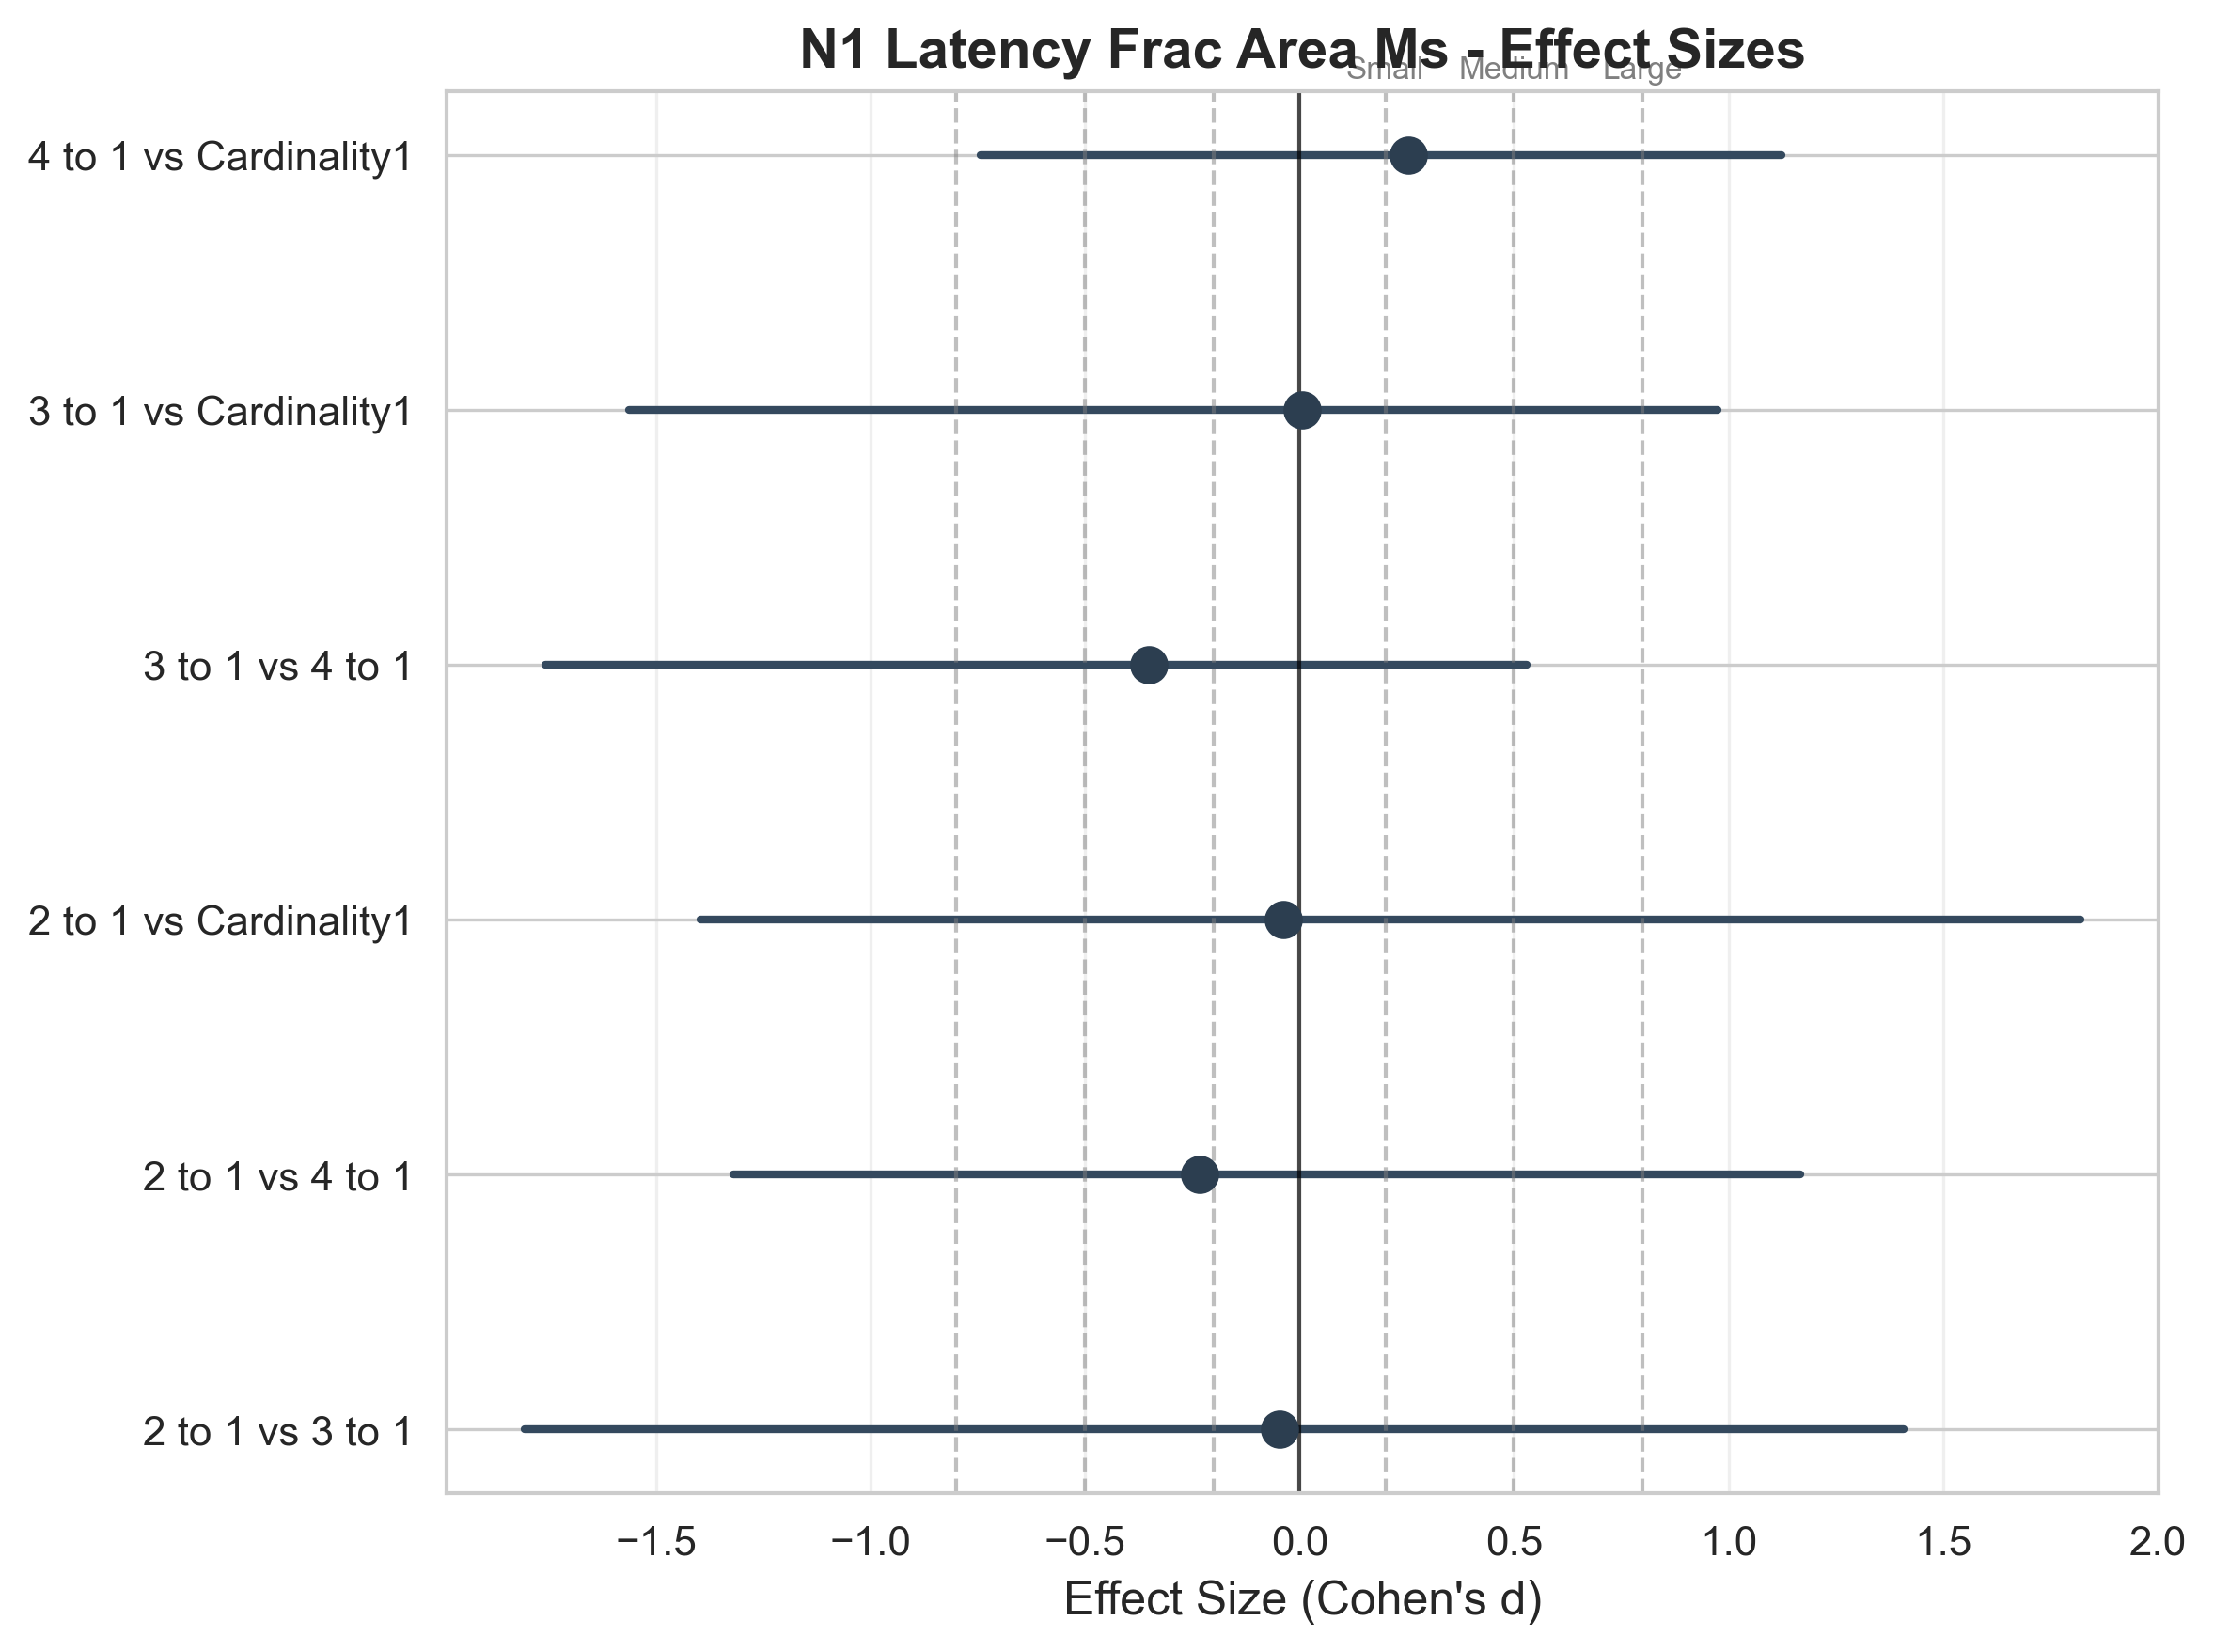 N1 Latency Frac Area Ms - Effect Sizes
Small Medium Large
4 to 1 vs Cardinality1
3 to 1 vs Cardinality1
3 to 1 vs 4 to 1
2 to 1 vs Cardinality1
2 to 1 vs 4 to 1
2 to 1 vs 3 to 1
−1.5 −1.0 −0.5 0.0 0.5 1.0 1.5 2.0
Effect Size (Cohen's d)